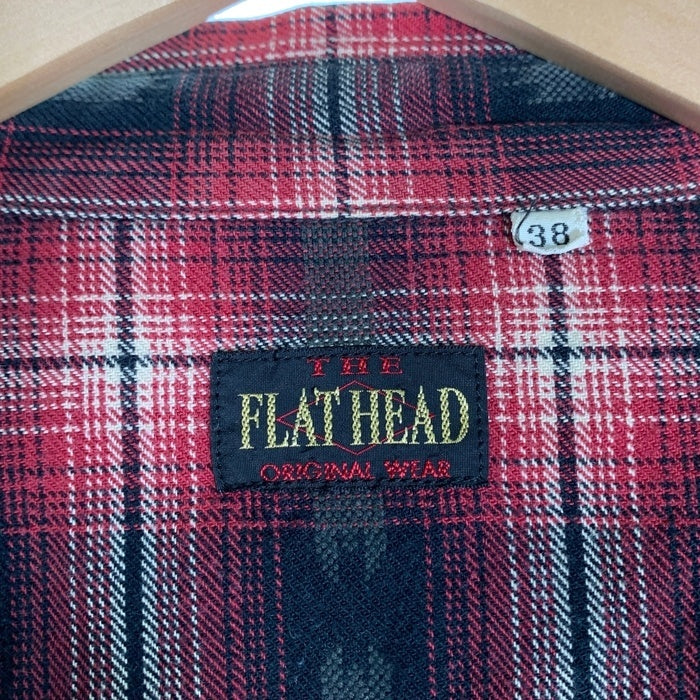 38
THE
FLAT HEAD
ORIGINAL WEAR